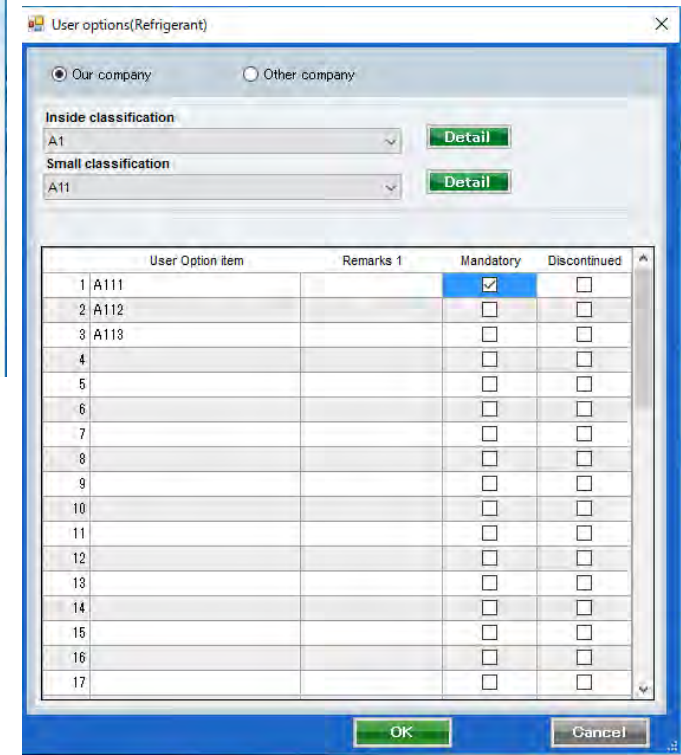 User options(Refrigerant)
Our company Other company
Inside classification
A1 Detail
Small classification
A11 Detail
User Option item Remarks 1 Mandatory Discontinued
1 A111
2 A112
3 A113
4
5
6
7
8
9
10
11
12
13
14
15
16
17
OK Cancel